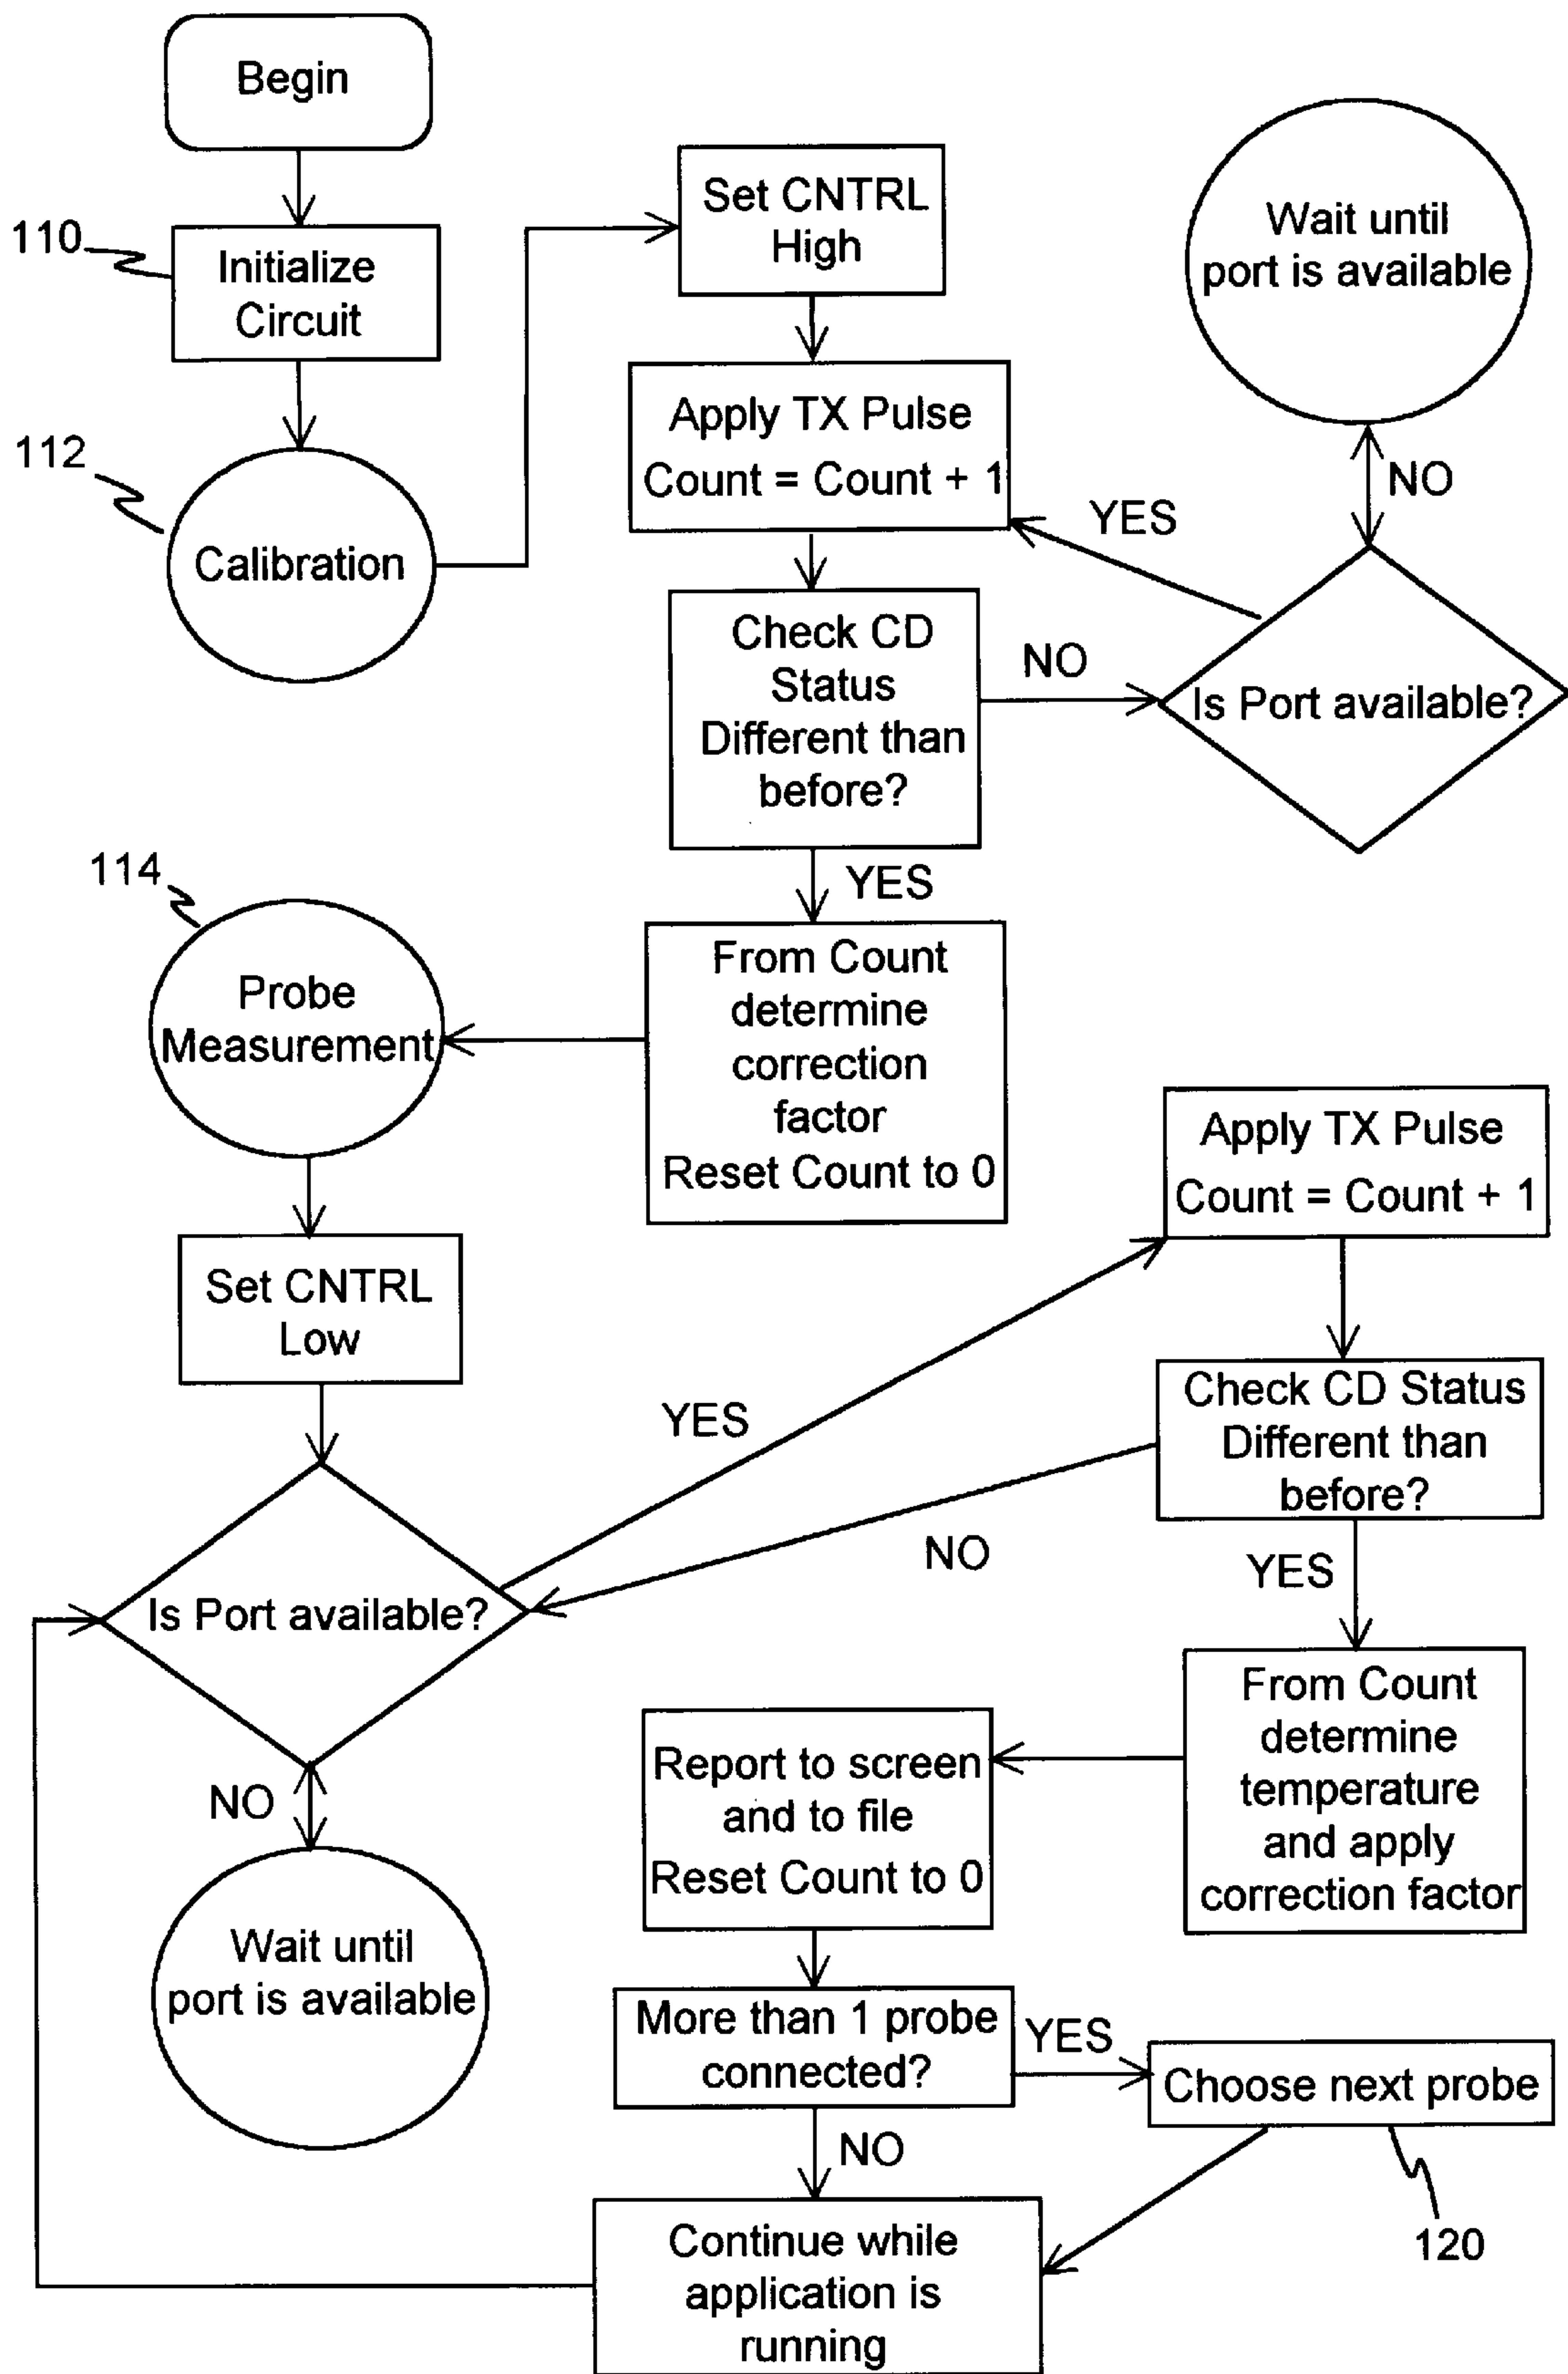 Begin
110
Initialize
Circuit
112
Calibration
Set CNTRL
High
Apply TX Pulse
Count = Count + 1
Check CD
Status
Different than
before?
NO
YES
Is Port available?
NO
Wait until
port is available
YES
From Count
determine
correction
factor
Reset Count to 0
114
Probe
Measurement
Set CNTRL
Low
Is Port available?
NO
Wait until
port is available
YES
Apply TX Pulse
Count = Count + 1
Check CD Status
Different than
before?
NO
YES
From Count
determine
temperature
and apply
correction factor
Report to screen
and to file
Reset Count to 0
More than 1 probe
connected?
YES
Choose next probe
120
NO
Continue while
application is
running